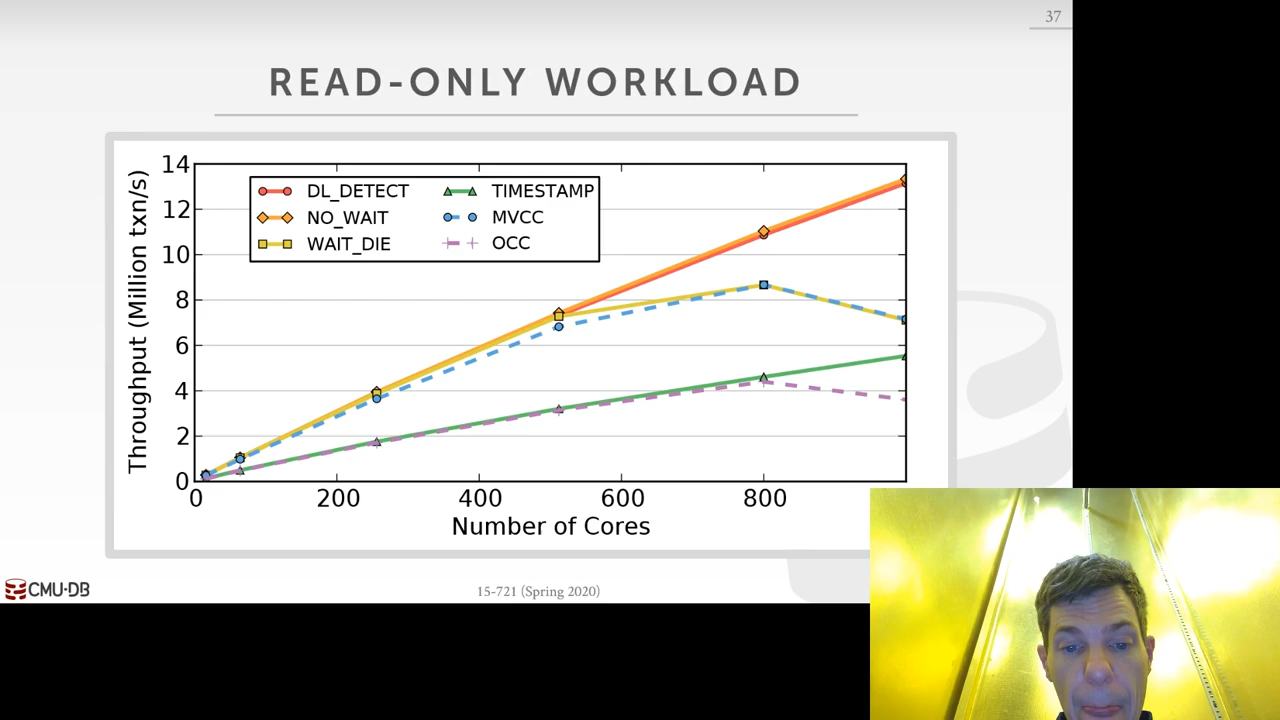 37
READ-ONLY WORKLOAD
Throughput (Million txn/s)
14
12
10
8
6
4
2
0
DL_DETECT
NO_WAIT
WAIT_DIE
TIMESTAMP
MVCC
OCC
0 200 400 600 800
Number of Cores
CMU-DB
15-721 (Spring 2020)